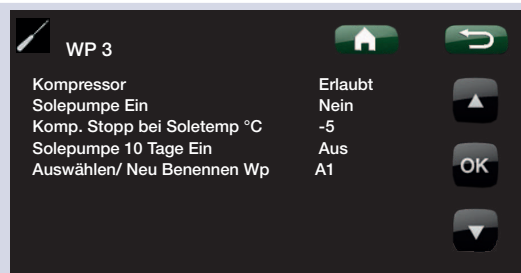 WP 3
Kompressor Erlaubt
Solepumpe Ein Nein
Komp. Stopp bei Soletemp °C -5
Solepumpe 10 Tage Ein Aus
Auswählen/ Neu Benennen Wp A1
OK